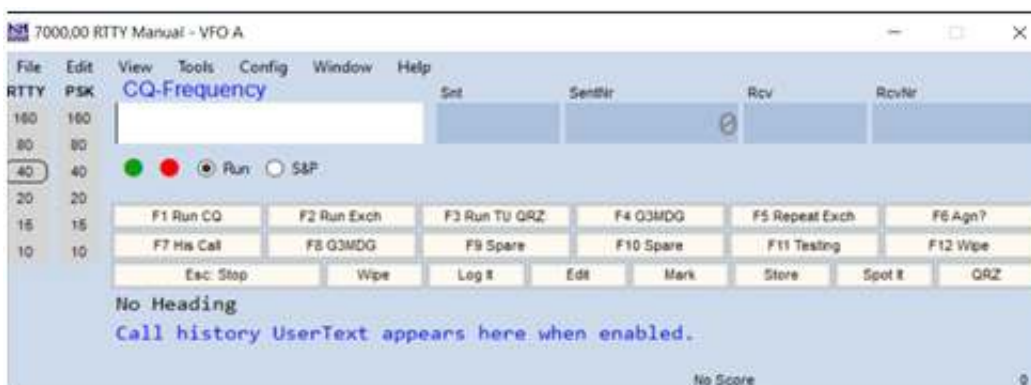 7000,00 RTTY Manual - VFO A
File Edit View Tools Config Window Help
RTTY PSK CQ-Frequency Snt SentNr Rcv RcvNr
160 160 0
80 80
40 40 Run S&P
20 20
15 15 F1 Run CQ F2 Run Exch F3 Run TU QRZ F4 G3MDG F5 Repeat Exch F6 Agn?
10 10 F7 His Call F8 G3MDG F9 Spare F10 Spare F11 Testing F12 Wipe
Esc: Stop Wipe Log It Edit Mark Store Spot It QRZ
No Heading
Call history UserText appears here when enabled.
No Score 0